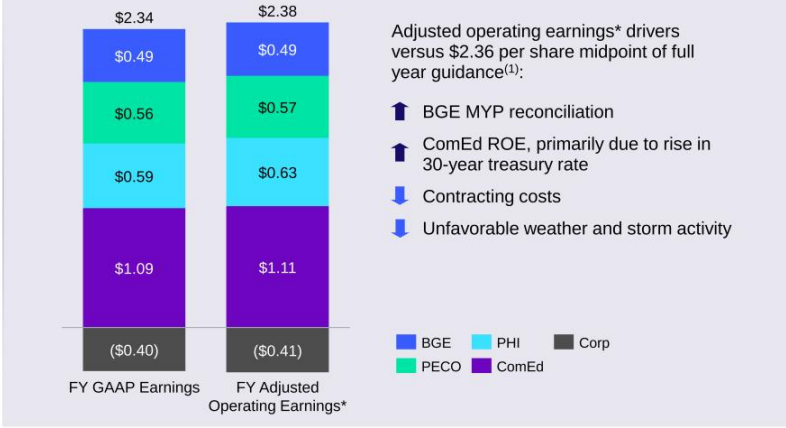 $2.34
$0.49
$0.56
$0.59
$1.09
($0.40)
FY GAAP Earnings
$2.38
$0.49
$0.57
$0.63
$1.11
($0.41)
FY Adjusted
Operating Earnings*
Adjusted operating earnings* drivers
versus $2.36 per share midpoint of full
year guidance(1):
BGE MYP reconciliation
ComEd ROE, primarily due to rise in
30-year treasury rate
Contracting costs
Unfavorable weather and storm activity
BGE
PHI
Corp
PECO
ComEd